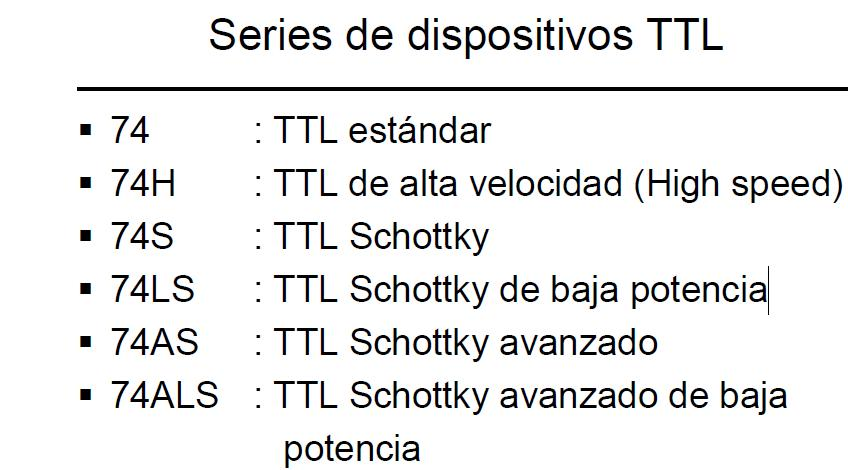 Series de dispositivos TTL
▪ 74 : TTL estándar
▪ 74H : TTL de alta velocidad (High speed)
▪ 74S : TTL Schottky
▪ 74LS : TTL Schottky de baja potencia
▪ 74AS : TTL Schottky avanzado
▪ 74ALS : TTL Schottky avanzado de baja
potencia